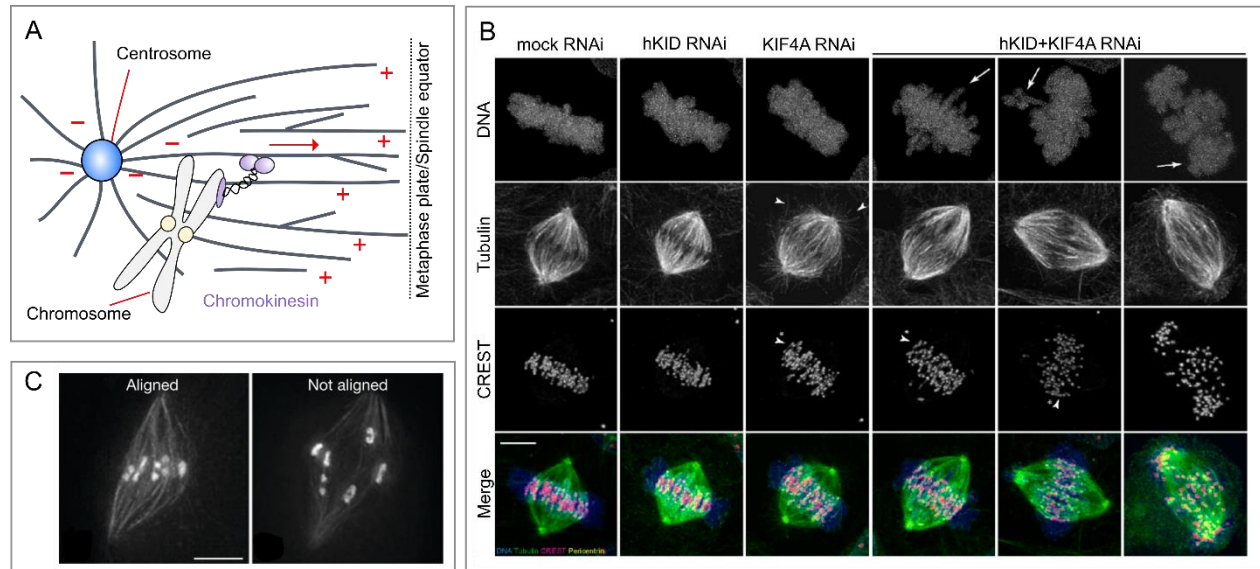 A
Centrosome
+
−
−
+
−
−
+
+
+
Chromokinesin
Chromosome
Metaphase plate/Spindle equator
B
mock RNAi
hKID RNAi
KIF4A RNAi
hKID+KIF4A RNAi
DNA
Tubulin
CREST
Merge
DNA Tubulin CREST Pericentrin
C
Aligned
Not aligned